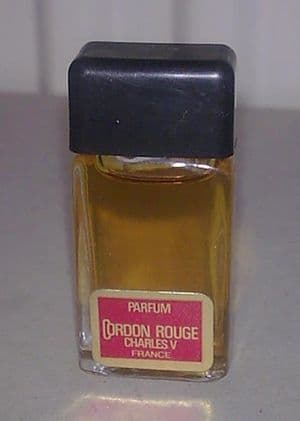 PARFUM
CORDON ROUGE
CHARLES V
FRANCE